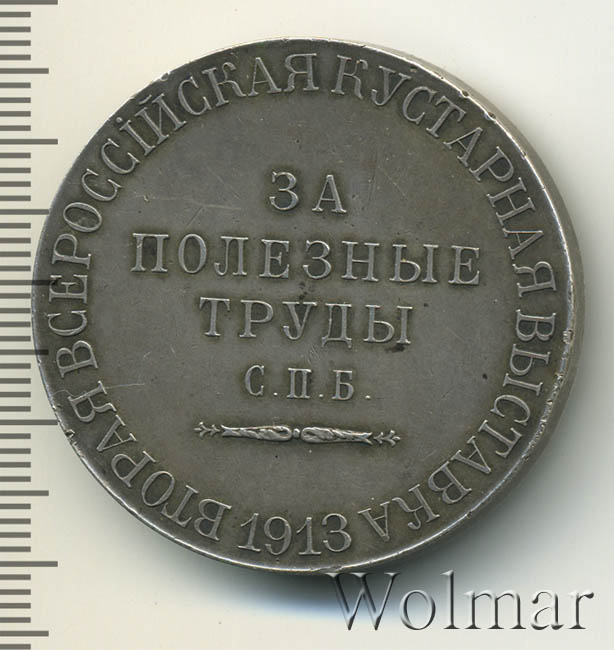 ВТОРАЯ ВСЕРОССІЙСКАЯ КУСТАРНАЯ ВЫСТАВКА
ЗА
ПОЛЕЗНЫЕ
ТРУДЫ
С.П.Б.
1913
Wolmar